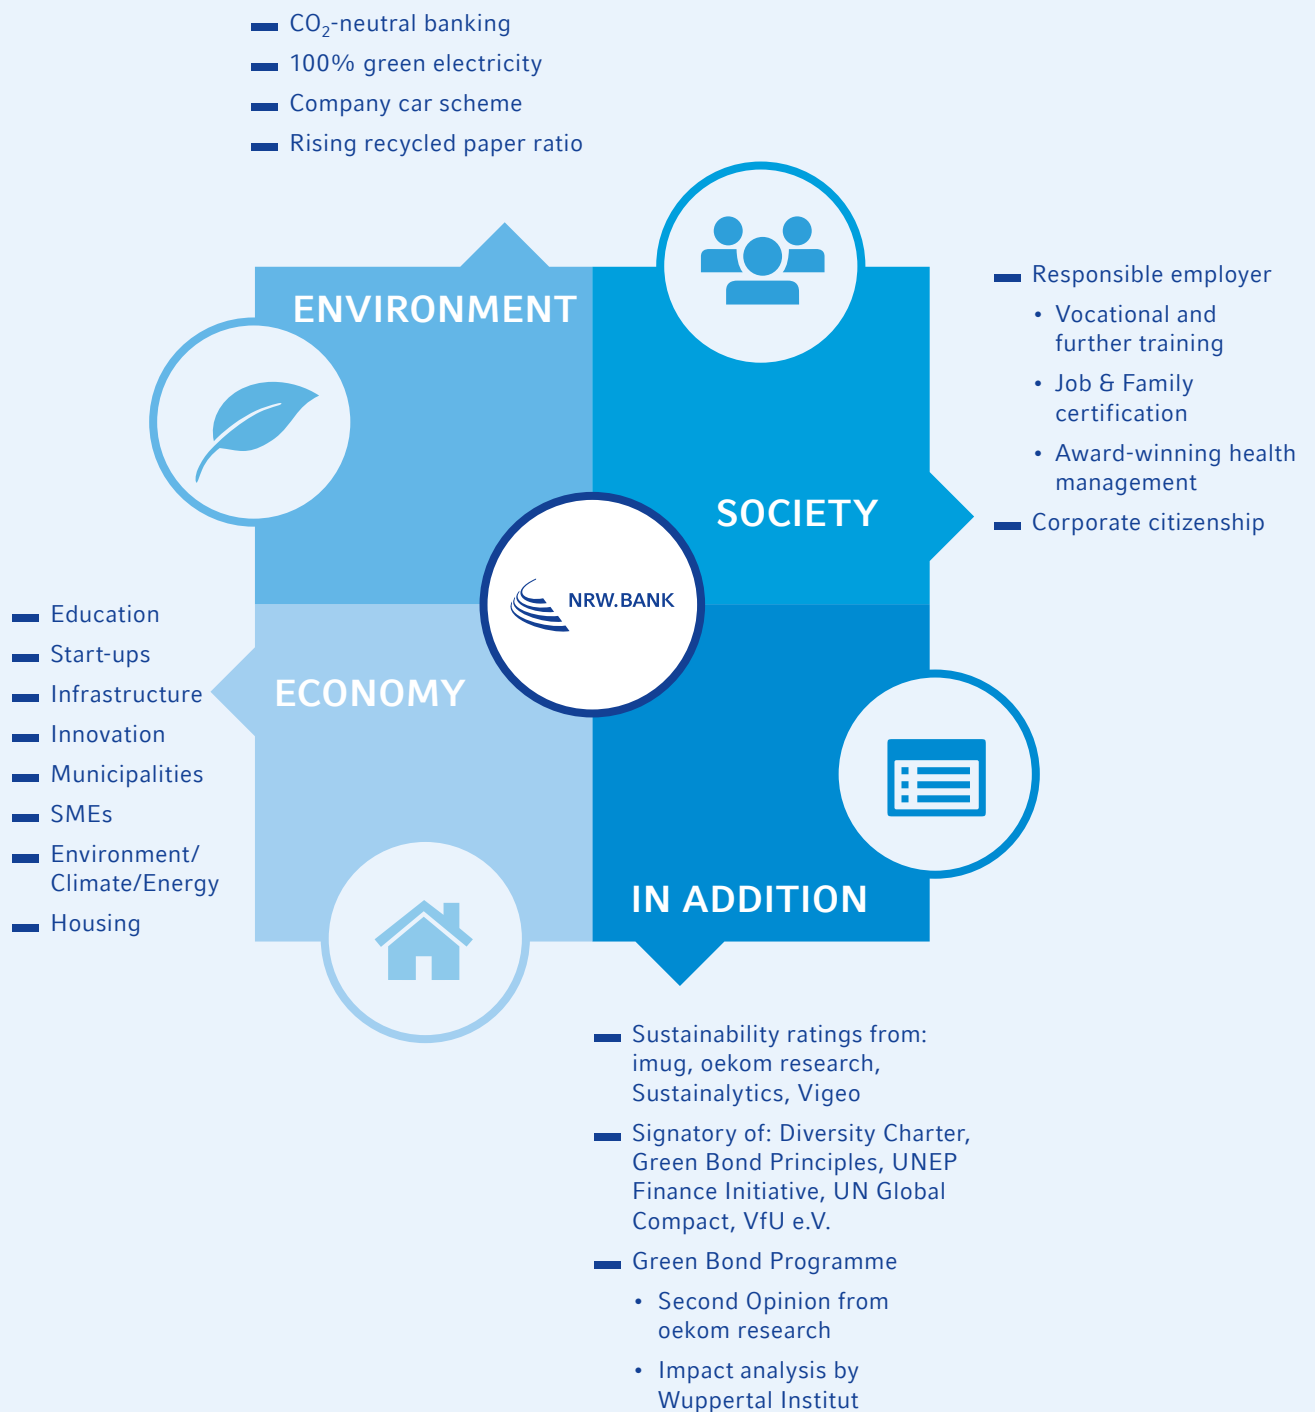 CO₂-neutral banking
100% green electricity
Company car scheme
Rising recycled paper ratio
ENVIRONMENT
SOCIETY
Responsible employer
• Vocational and
further training
• Job & Family
certification
• Award-winning health
management
Corporate citizenship
NRW.BANK
ECONOMY
Education
Start-ups
Infrastructure
Innovation
Municipalities
SMEs
Environment/
Climate/Energy
Housing
IN ADDITION
Sustainability ratings from:
imug, oekom research,
Sustainalytics, Vigeo
Signatory of: Diversity Charter,
Green Bond Principles, UNEP
Finance Initiative, UN Global
Compact, VfU e.V.
Green Bond Programme
• Second Opinion from
oekom research
• Impact analysis by
Wuppertal Institut